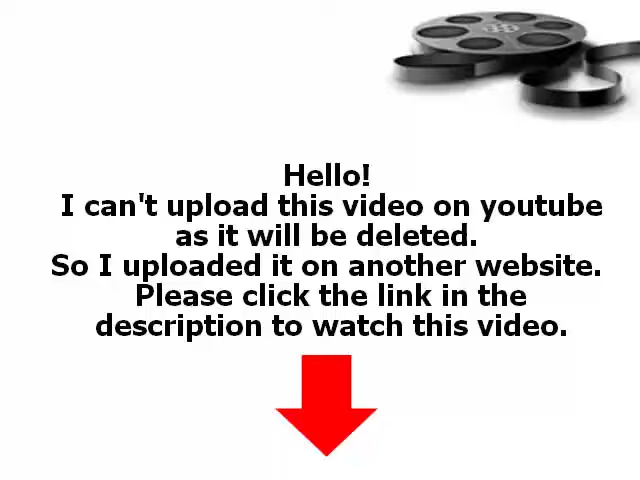 Hello!
I can't upload this video on youtube
as it will be deleted.
So I uploaded it on another website.
Please click the link in the
description to watch this video.